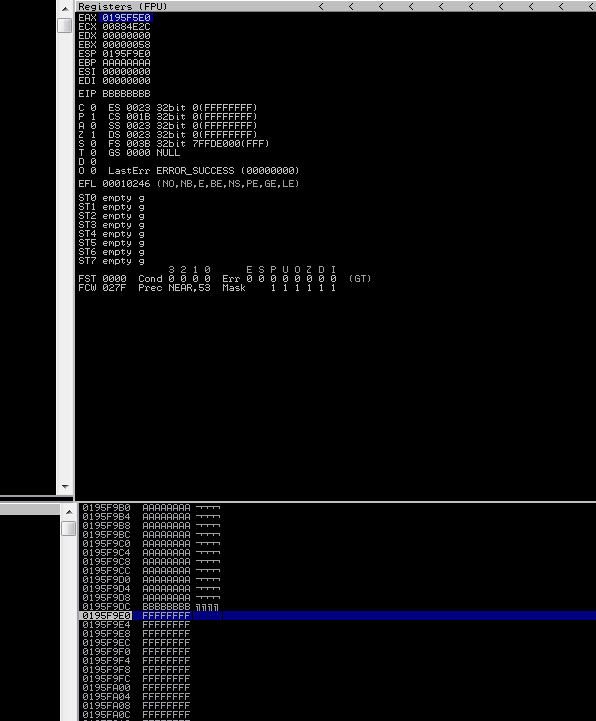 Registers (FPU) < < < < < < < < < <
EAX 0195F5E0
ECX 00884E2C
EDX 00000000
EBX 00000058
ESP 0195F9E0
EBP AAAAAAAA
ESI 00000000
EDI 00000000
EIP BBBBBBBB
C 0 ES 0023 32bit 0(FFFFFFFF)
P 1 CS 001B 32bit 0(FFFFFFFF)
A 0 SS 0023 32bit 0(FFFFFFFF)
Z 1 DS 0023 32bit 0(FFFFFFFF)
S 0 FS 003B 32bit 7FFDE000(FFF)
T 0 GS 0000 NULL
D 0
O 0 LastErr ERROR_SUCCESS (00000000)
EFL 00010246 (NO,NB,E,BE,NS,PE,GE,LE)
ST0 empty g
ST1 empty g
ST2 empty g
ST3 empty g
ST4 empty g
ST5 empty g
ST6 empty g
ST7 empty g
3 2 1 0 E S P U O Z D I
FST 0000 Cond 0 0 0 0 Err 0 0 0 0 0 0 0 0 (GT)
FCW 027F Prec NEAR,53 Mask 1 1 1 1 1 1
0195F9B0 AAAAAAAA ¬¬¬¬
0195F9B4 AAAAAAAA ¬¬¬¬
0195F9B8 AAAAAAAA ¬¬¬¬
0195F9BC AAAAAAAA ¬¬¬¬
0195F9C0 AAAAAAAA ¬¬¬¬
0195F9C4 AAAAAAAA ¬¬¬¬
0195F9C8 AAAAAAAA ¬¬¬¬
0195F9CC AAAAAAAA ¬¬¬¬
0195F9D0 AAAAAAAA ¬¬¬¬
0195F9D4 AAAAAAAA ¬¬¬¬
0195F9D8 AAAAAAAA ¬¬¬¬
0195F9DC BBBBBBBB ╗╗╗╗
0195F9E0 FFFFFFFF
0195F9E4 FFFFFFFF
0195F9E8 FFFFFFFF
0195F9EC FFFFFFFF
0195F9F0 FFFFFFFF
0195F9F4 FFFFFFFF
0195F9F8 FFFFFFFF
0195F9FC FFFFFFFF
0195FA00 FFFFFFFF
0195FA04 FFFFFFFF
0195FA08 FFFFFFFF
0195FA0C FFFFFFFF